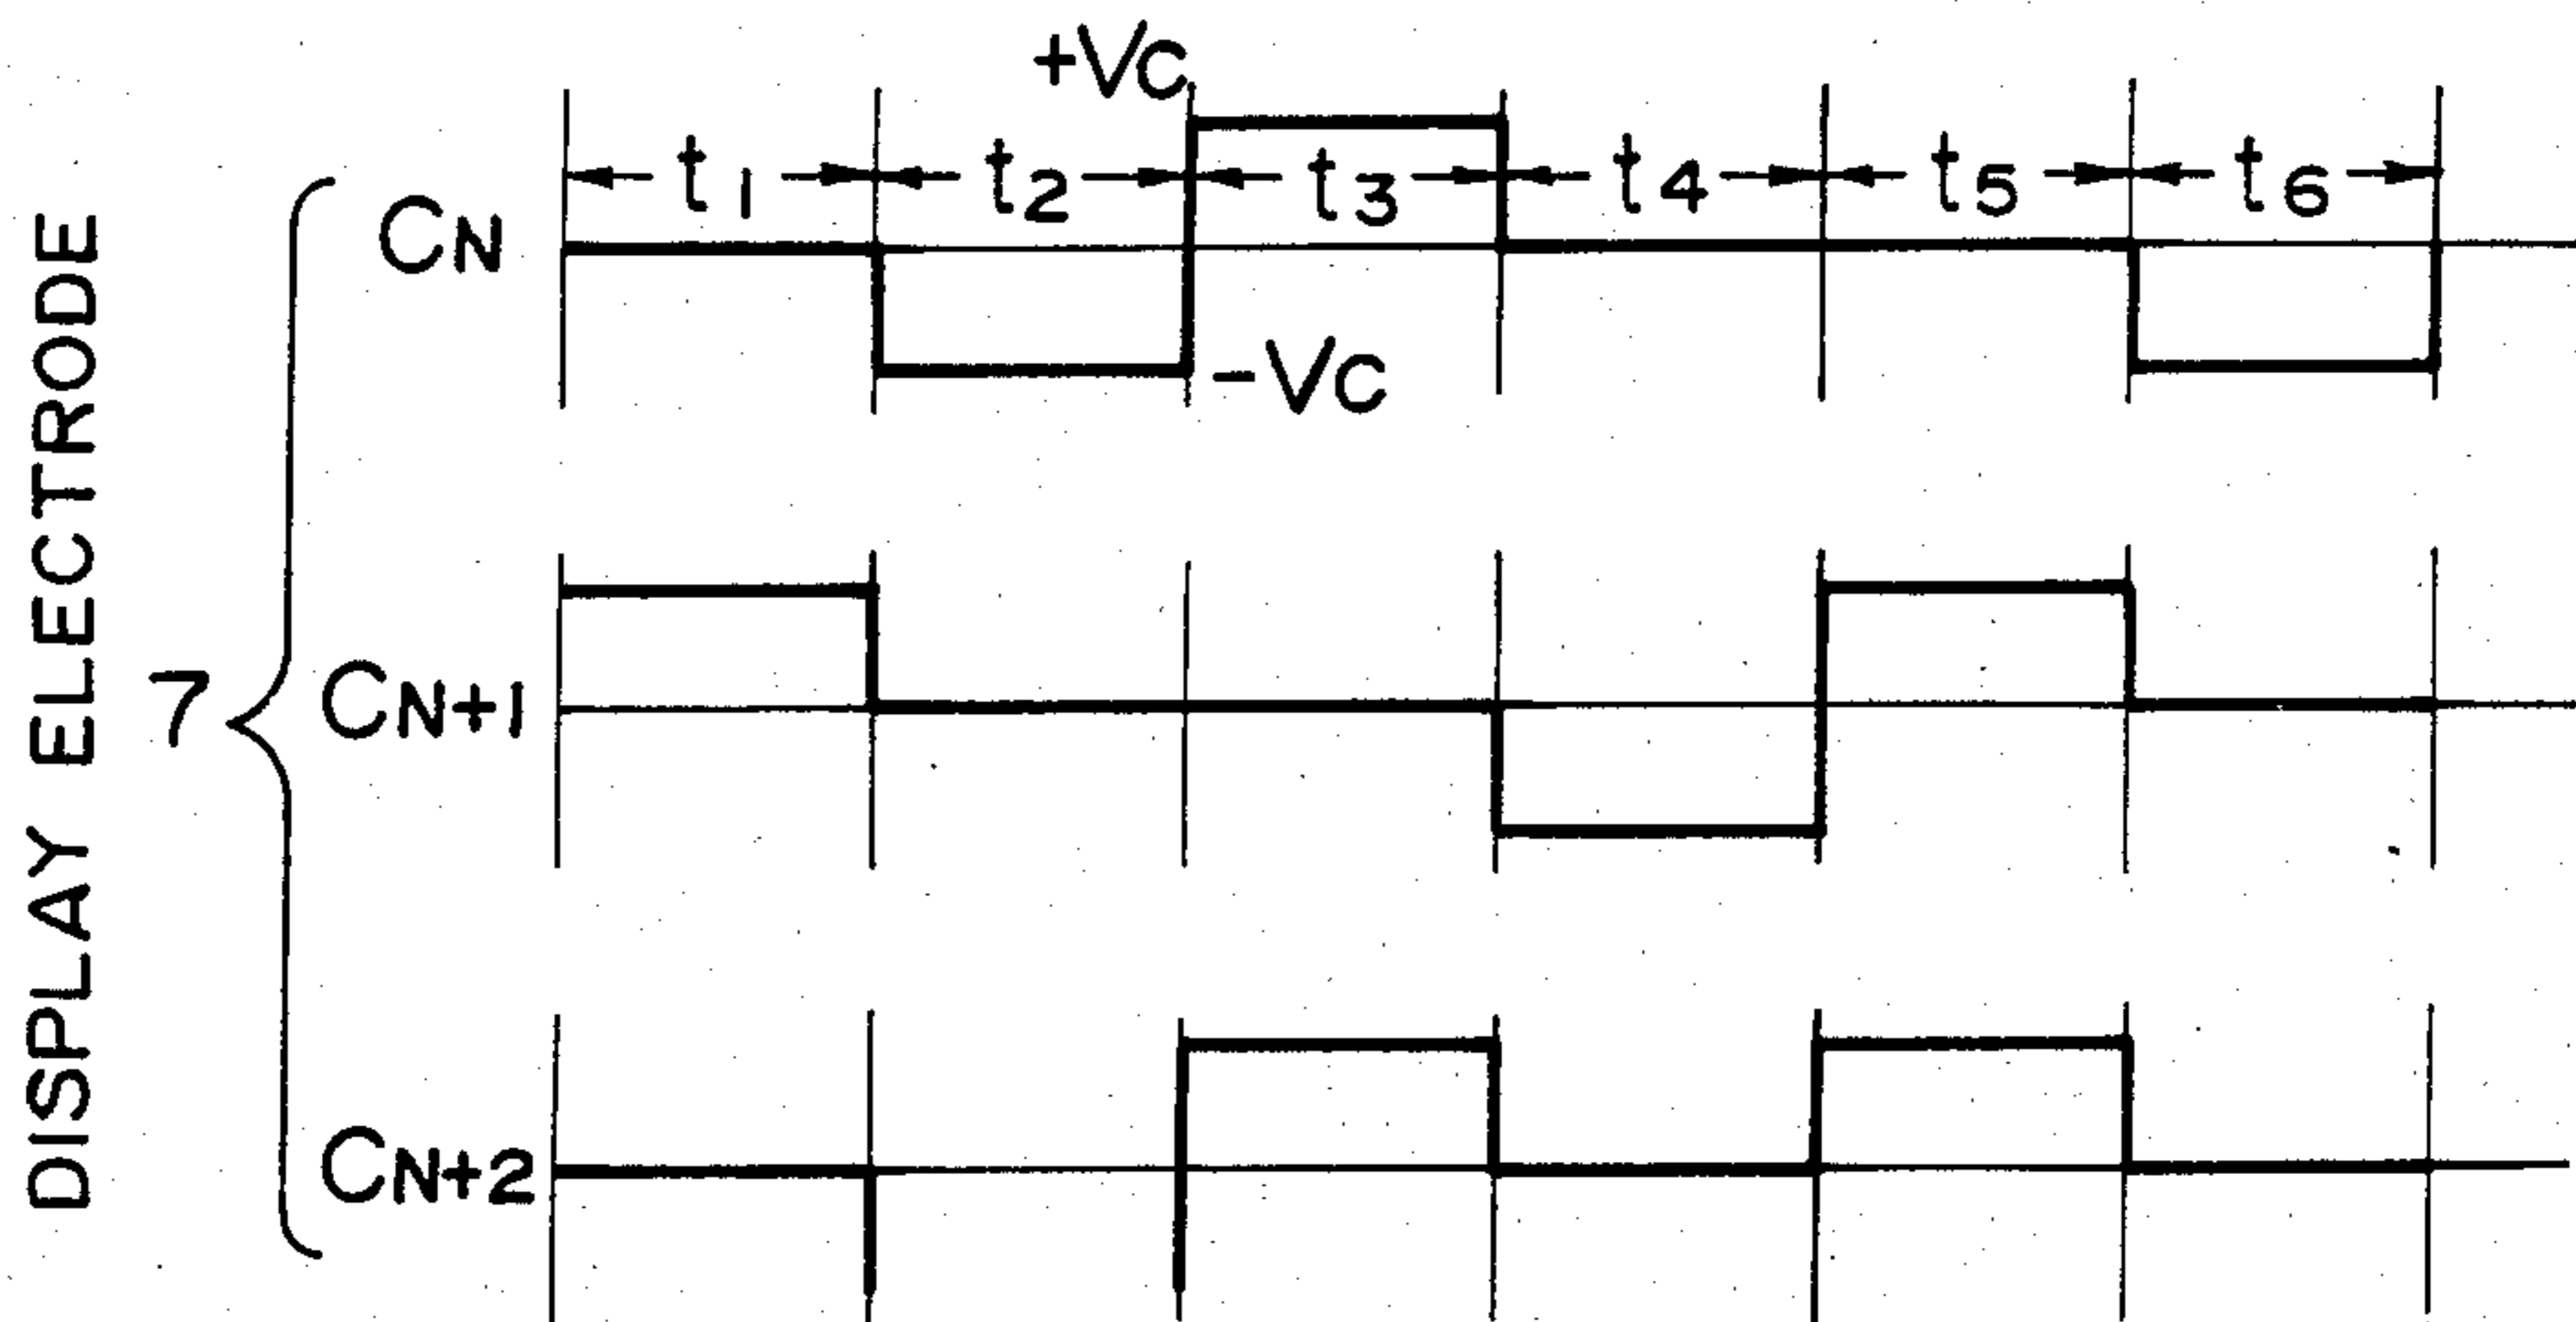 DISPLAY ELECTRODE
7
+VC
t1 t2 t3 t4 t5 t6
CN
-VC
CN+1
CN+2